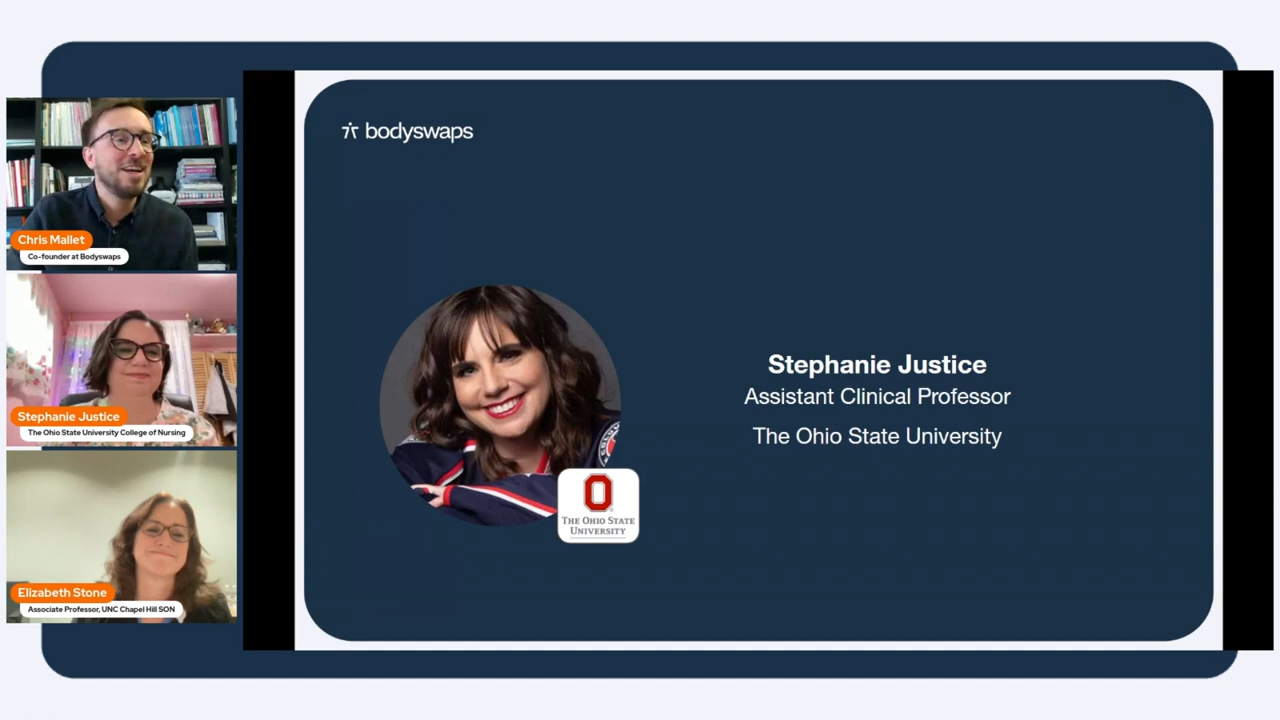 bodyswaps
Chris Mallet
Co-founder at Bodyswaps
Stephanie Justice
The Ohio State University College of Nursing
Elizabeth Stone
Associate Professor, UNC Chapel Hill SON
Stephanie Justice
Assistant Clinical Professor
The Ohio State University
THE OHIO STATE
UNIVERSITY